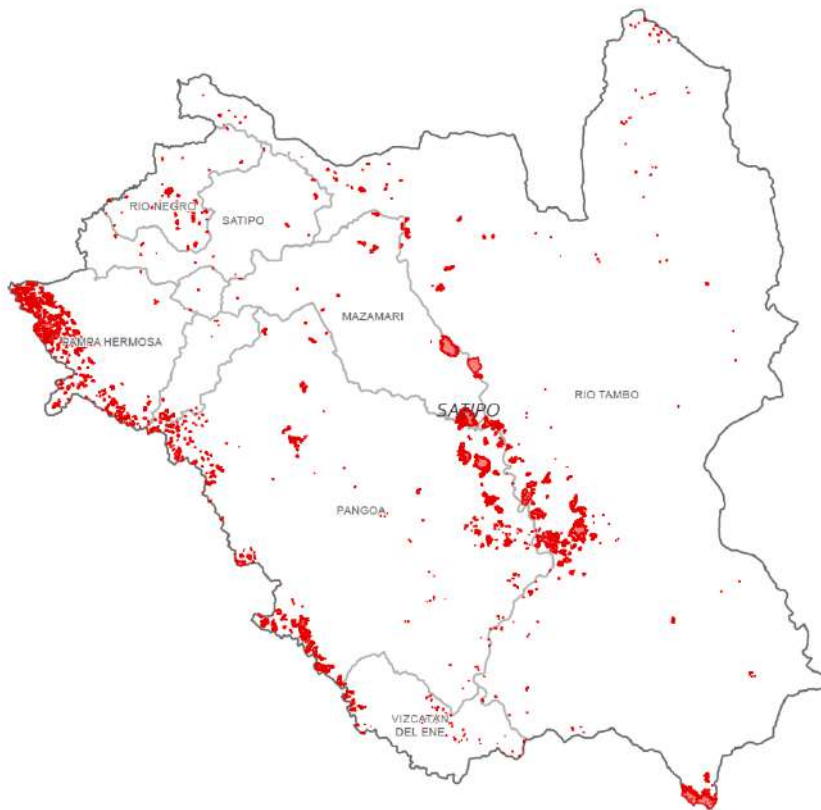 RIO NEGRO
SATIPO
PAMPA HERMOSA
MAZAMARI
RIO TAMBO
SATIPO
PANGOA
VIZCATAN
DEL ENE